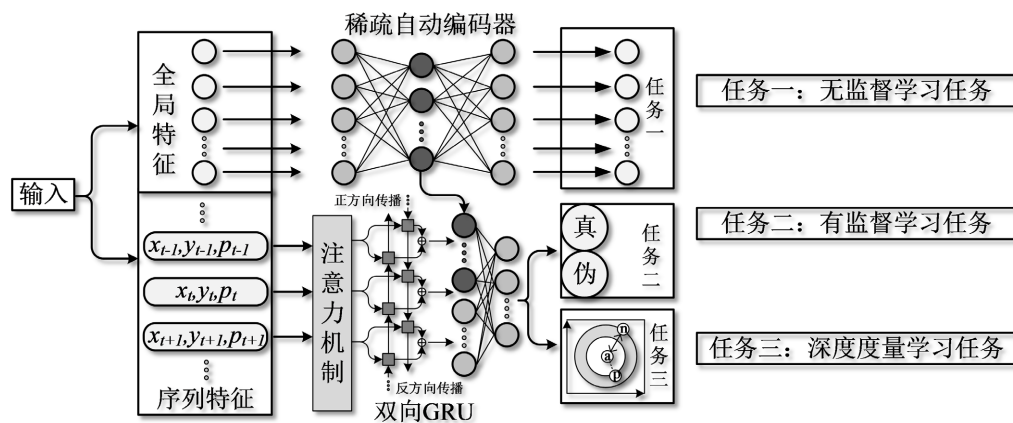 稀疏自动编码器
全局特征
任务一
任务一：无监督学习任务
输入
正方向传播
x_{t-1},y_{t-1},p_{t-1}
x_t,y_t,p_t
x_{t+1},y_{t+1},p_{t+1}
序列特征
注意力机制
反方向传播
双向GRU
真
伪
任务二
任务二：有监督学习任务
n
a
p
任务三
任务三：深度度量学习任务